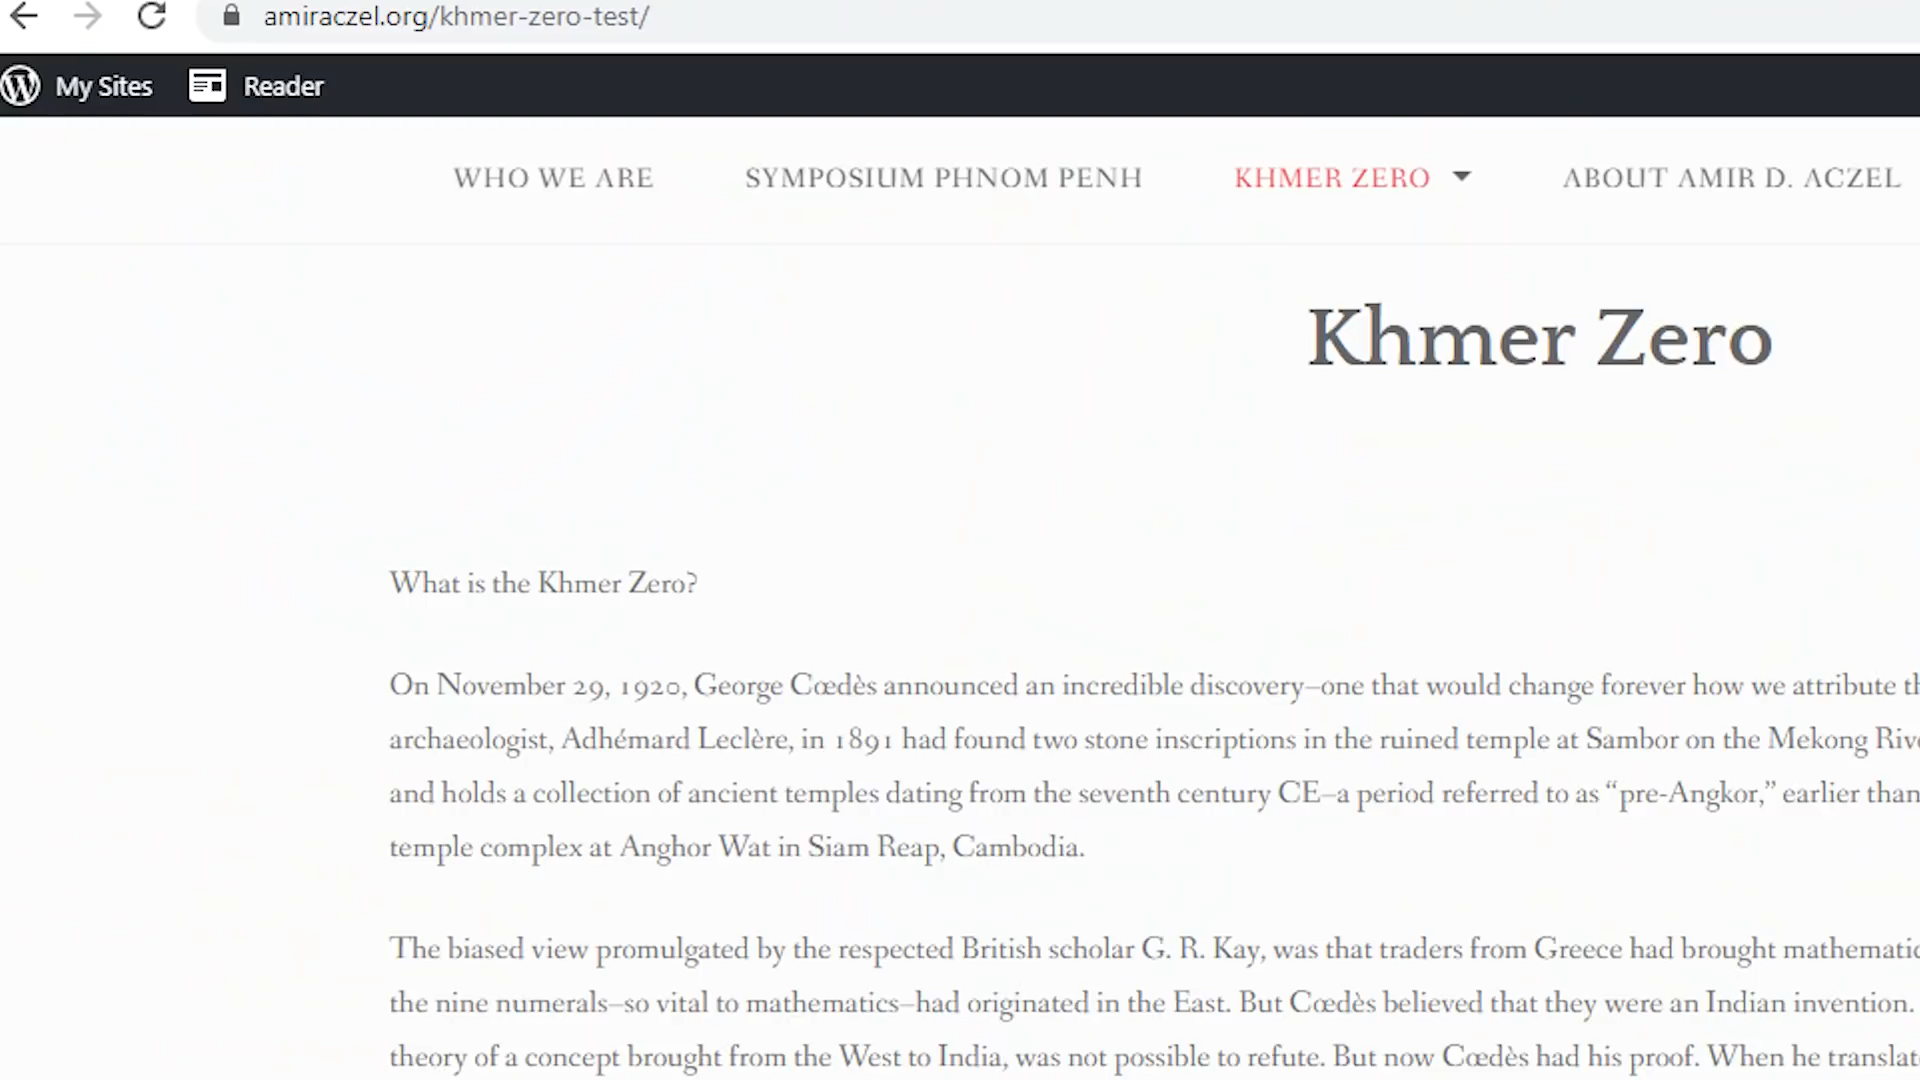 amiraczel.org/khmer-zero-test/
My Sites Reader
WHO WE ARE SYMPOSIUM PHNOM PENH KHMER ZERO ABOUT AMIR D. ACZEL
Khmer Zero
What is the Khmer Zero?
On November 29, 1920, George Cœdès announced an incredible discovery–one that would change forever how we attribute
archaeologist, Adhémard Leclère, in 1891 had found two stone inscriptions in the ruined temple at Sambor on the Mekong
and holds a collection of ancient temples dating from the seventh century CE–a period referred to as “pre-Angkor,” earlier than
temple complex at Anghor Wat in Siam Reap, Cambodia.
The biased view promulgated by the respected British scholar G. R. Kay, was that traders from Greece had brought
the nine numerals–so vital to mathematics–had originated in the East. But Cœdès believed that they were an Indian invention.
theory of a concept brought from the West to India, was not possible to refute. But now Cœdès had his proof. When he